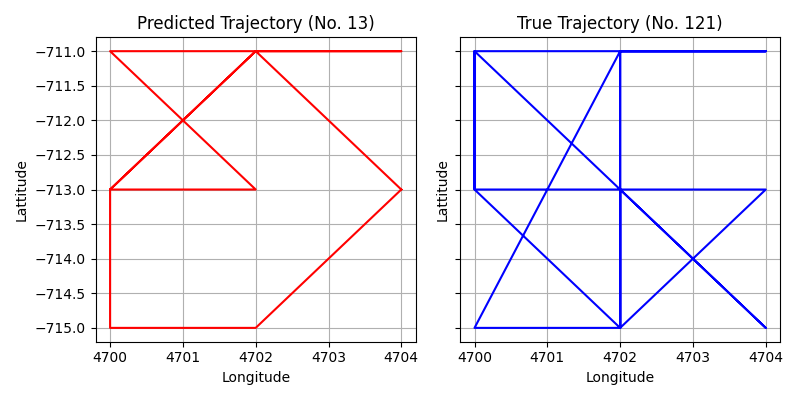 Predicted Trajectory (No. 13)
True Trajectory (No. 121)
−711.0
−711.5
−712.0
−712.5
−713.0
−713.5
−714.0
−714.5
−715.0
Lattitude
Lattitude
4700 4701 4702 4703 4704
4700 4701 4702 4703 4704
Longitude
Longitude